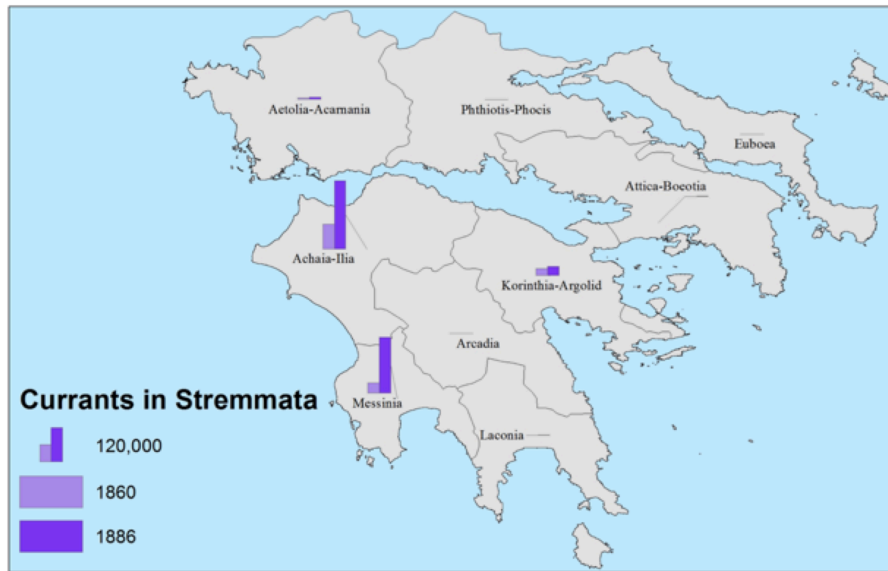 Aetolia-Acarnania
Phthiotis-Phocis
Euboea
Attica-Boeotia
Achaia-Ilia
Korinthia-Argolid
Arcadia
Messinia
Laconia
Currants in Stremmata
120,000
1860
1886